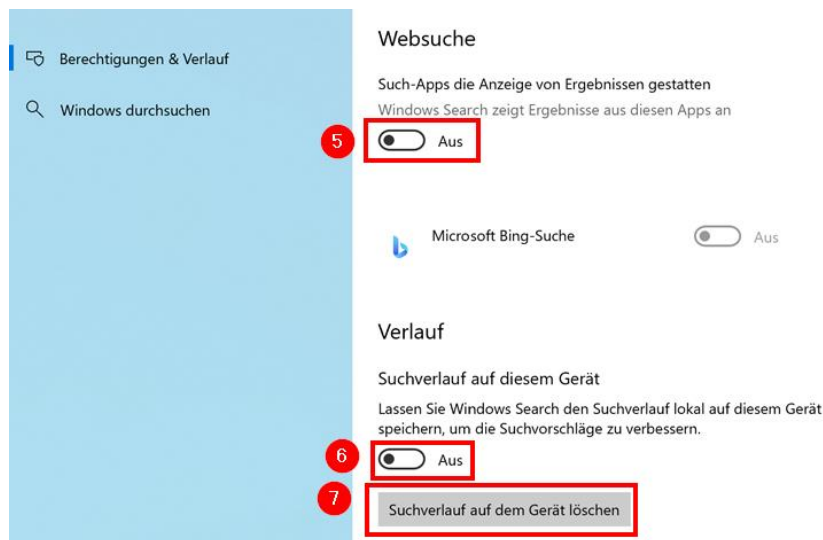 Berechtigungen & Verlauf
Windows durchsuchen
Websuche
Such-Apps die Anzeige von Ergebnissen gestatten
Windows Search zeigt Ergebnisse aus diesen Apps an
5
Aus
Microsoft Bing-Suche
Aus
Verlauf
Suchverlauf auf diesem Gerät
Lassen Sie Windows Search den Suchverlauf lokal auf diesem Gerät
speichern, um die Suchvorschläge zu verbessern.
6
Aus
7
Suchverlauf auf dem Gerät löschen